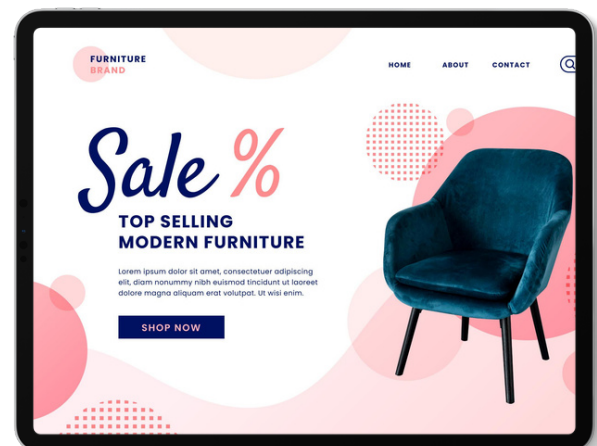 FURNITURE
BRAND
HOME ABOUT CONTACT
Sale %
TOP SELLING
MODERN FURNITURE
Lorem ipsum dolor sit amet, consectetuer adipiscing
elit, diam nonummy nibh euismod tincidunt ut laoreet
dolore magna aliquam erat volutpat. Ut wisi enim.
SHOP NOW